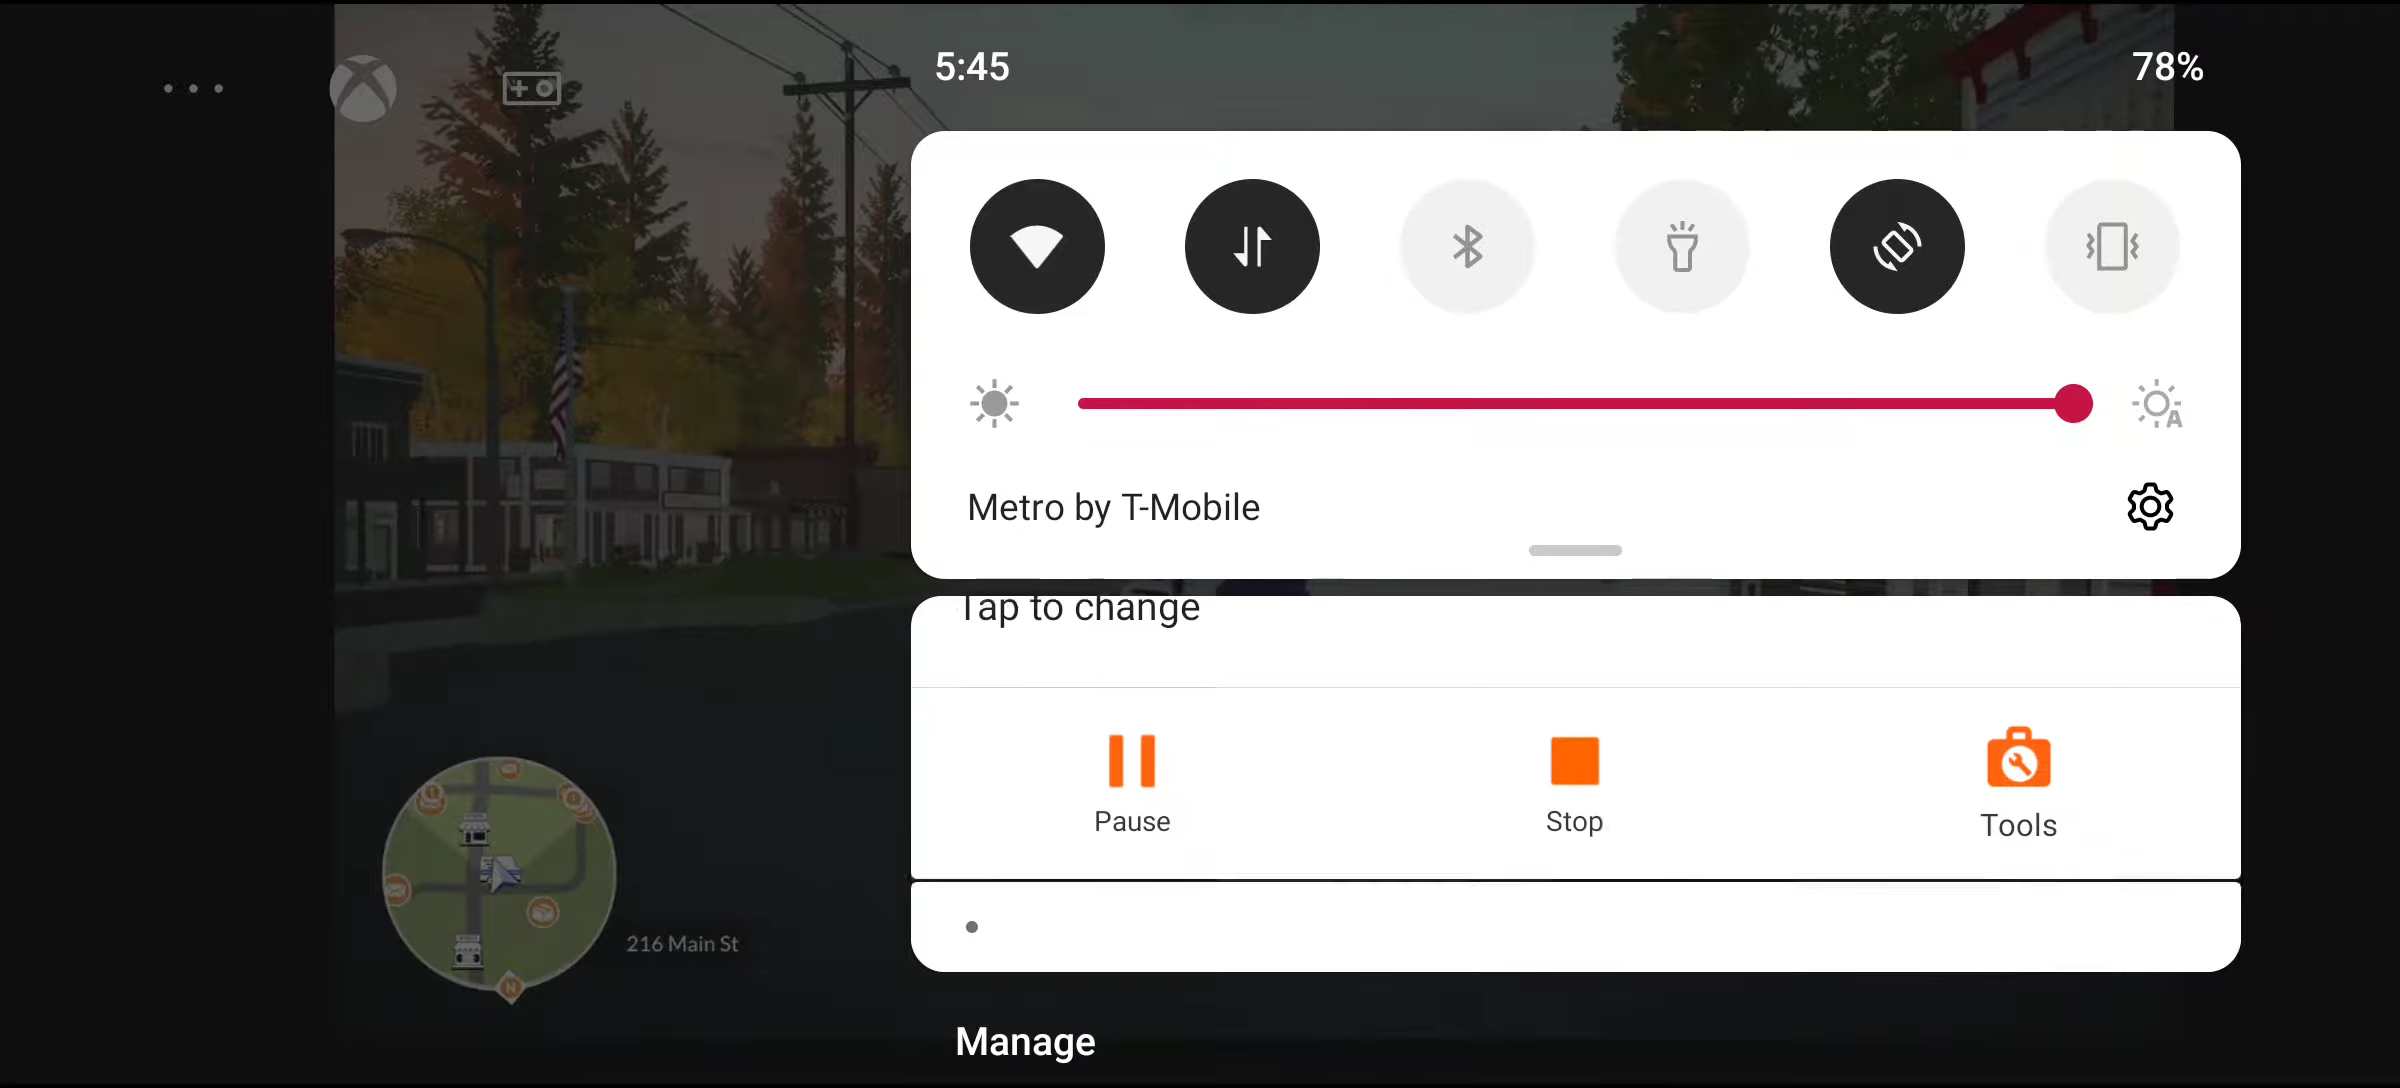 5:45
78%
Metro by T-Mobile
Tap to change
Pause
Stop
Tools
216 Main St
N
Manage